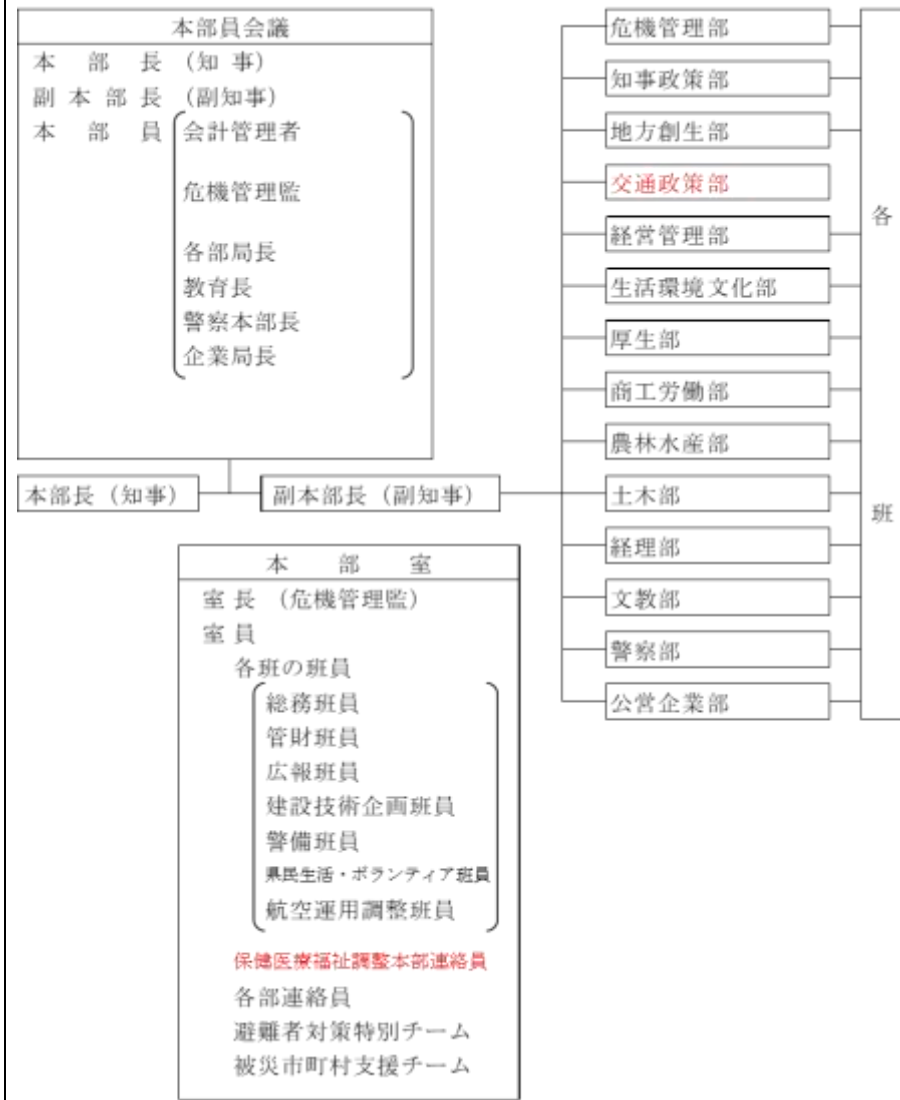 本部員会議
本部長(知事)
副本部長(副知事)
本部員
会計管理者
危機管理監
各部局長
教育長
警察本部長
企業局長
本部長(知事)
副本部長(副知事)
危機管理部
知事政策部
地方創生部
交通政策部
経営管理部
生活環境文化部
厚生部
商工労働部
農林水産部
土木部
経理部
文教部
警察部
公営企業部
各班
本部室
室長(危機管理監)
室員
各班の班員
総務班員
管財班員
広報班員
建設技術企画班員
警備班員
県民生活・ボランティア班員
航空運用調整班員
保健医療福祉調整本部連絡員
各部連絡員
避難者対策特別チーム
被災市町村支援チーム